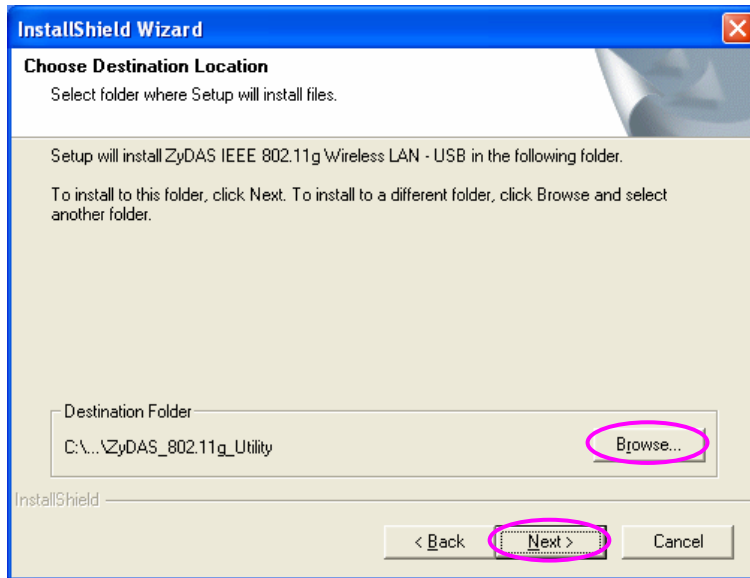 InstallShield Wizard
Choose Destination Location
Select folder where Setup will install files.
Setup will install ZyDAS IEEE 802.11g Wireless LAN - USB in the following folder.
To install to this folder, click Next. To install to a different folder, click Browse and select
another folder.
Destination Folder
C:\...\ZyDAS_802.11g_Utility
Browse...
InstallShield
< Back
Next >
Cancel